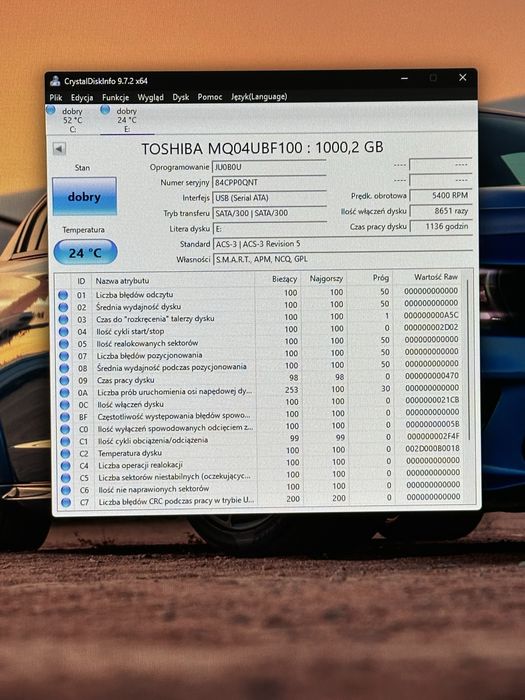 CrystalDiskInfo 9.7.2 x64
Plik Edycja Funkcje Wygląd Dysk Pomoc Język(Language)
dobry dobry
52 °C 24 °C
C: E:
TOSHIBA MQ04UBF100 : 1000,2 GB
Stan
dobry
Temperatura
24 °C
Oprogramowanie JU0B0U ---- ----
Numer seryjny 84CPP0QNT ---- ----
Interfejs USB (Serial ATA) Prędk. obrotowa 5400 RPM
Tryb transferu SATA/300 | SATA/300 Ilość włączeń dysku 8651 razy
Litera dysku E: Czas pracy dysku 1136 godzin
Standard ACS-3 | ACS-3 Revision 5
Własności S.M.A.R.T., APM, NCQ, GPL
ID Nazwa atrybutu Bieżący Najgorszy Próg Wartość Raw
01 Liczba błędów odczytu 100 100 50 000000000000
02 Średnia wydajność dysku 100 100 50 000000000000
03 Czas do "rozkręcenia" talerzy dysku 100 100 1 000000000A5C
04 Ilość cykli start/stop 100 100 0 000000002D02
05 Ilość realokowanych sektorów 100 100 50 000000000000
07 Liczba błędów pozycjonowania 100 100 50 000000000000
08 Średnia wydajność podczas pozycjonowania 100 100 50 000000000000
09 Czas pracy dysku 98 98 0 000000000470
0A Liczba prób uruchomienia osi napędowej dy... 253 100 30 000000000000
0C Ilość włączeń dysku 100 100 0 0000000021CB
BF Częstotliwość występowania błędów spowo... 100 100 0 000000000000
C0 Ilość wyłączeń spowodowanych odcięciem z... 100 100 0 00000000005B
C1 Ilość cykli obciążenia/odciążenia 99 99 0 000000002F4F
C2 Temperatura dysku 100 100 0 002D000B0018
C4 Liczba operacji realokacji 100 100 0 000000000000
C5 Liczba sektorów niestabilnych (oczekującyc... 100 100 0 000000000000
C6 Ilość nie naprawionych sektorów 100 100 0 000000000000
C7 Liczba błędów CRC podczas pracy w trybie U... 200 200 0 000000000000